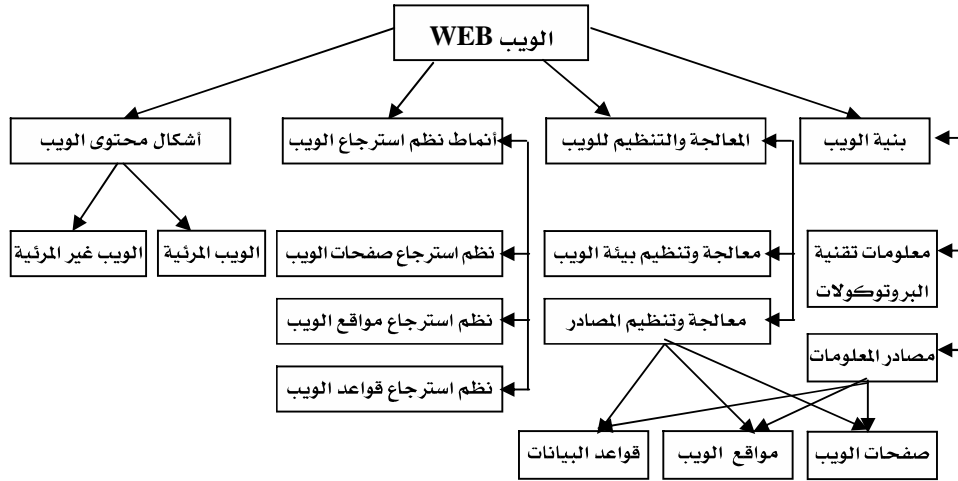 الويب WEB
بنية الويب
المعالجة والتنظيم للويب
أنماط نظم استرجاع الويب
أشكال محتوى الويب
معلومات تقنية
البروتوكولات
معالجة وتنظيم بيئة الويب
نظم استرجاع صفحات الويب
الويب المرئية
الويب غير المرئية
معالجة وتنظيم المصادر
نظم استرجاع مواقع الويب
مصادر المعلومات
نظم استرجاع قواعد الويب
صفحات الويب
مواقع الويب
قواعد البيانات